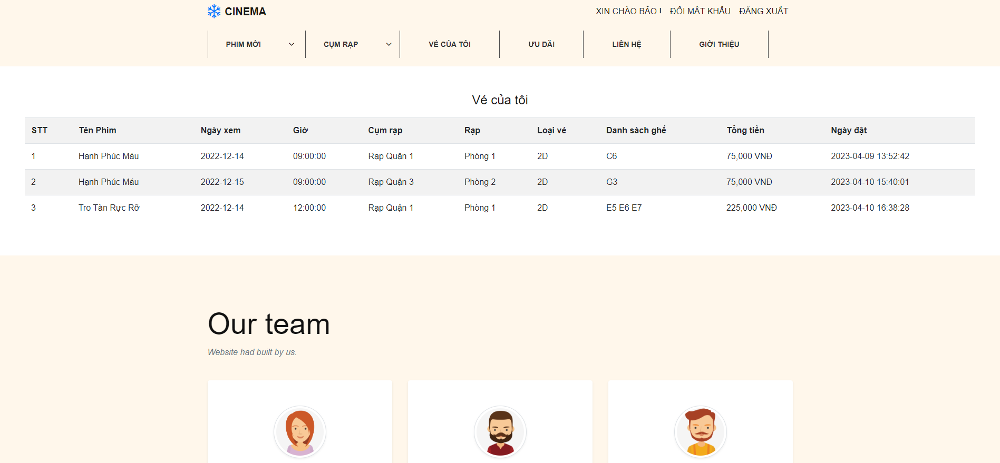 CINEMA XIN CHÀO BẢO ! ĐỔI MẬT KHẨU ĐĂNG XUẤT
PHIM MỚI CỤM RẠP VÉ CỦA TÔI ƯU ĐÃI LIÊN HỆ GIỚI THIỆU
Vé của tôi
STT Tên Phim Ngày xem Giờ Cụm rạp Rạp Loại vé Danh sách ghế Tổng tiền Ngày đặt
1 Hạnh Phúc Máu 2022-12-14 09:00:00 Rạp Quận 1 Phòng 1 2D C6 75,000 VNĐ 2023-04-09 13:52:42
2 Hạnh Phúc Máu 2022-12-15 09:00:00 Rạp Quận 3 Phòng 2 2D G3 75,000 VNĐ 2023-04-10 15:40:01
3 Tro Tàn Rực Rỡ 2022-12-14 12:00:00 Rạp Quận 1 Phòng 1 2D E5 E6 E7 225,000 VNĐ 2023-04-10 16:38:28
Our team
Website had built by us.